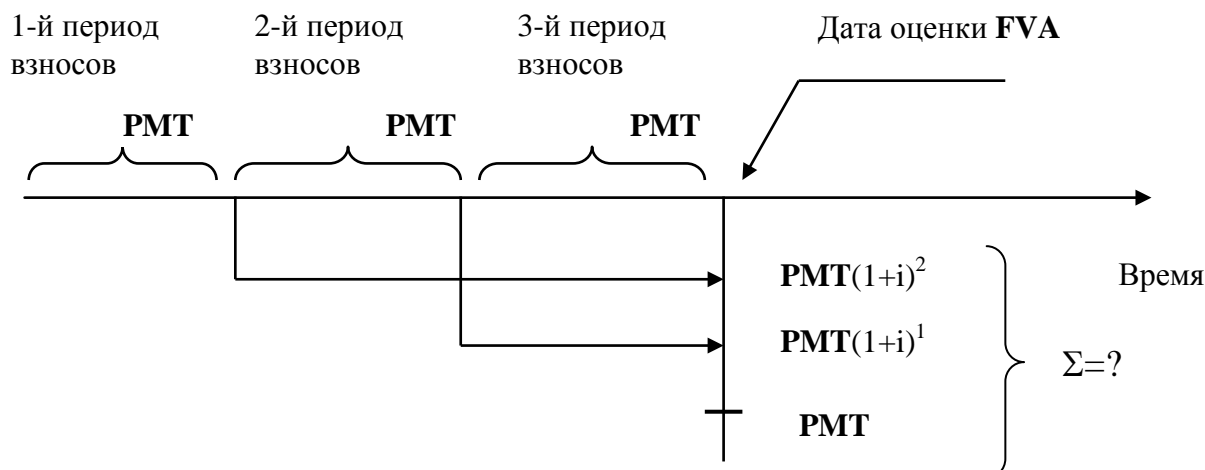 1-й период взносов
2-й период взносов
3-й период взносов
Дата оценки FVA
PMT
PMT
PMT
PMT(1+i)²
Время
PMT(1+i)¹
Σ=?
PMT